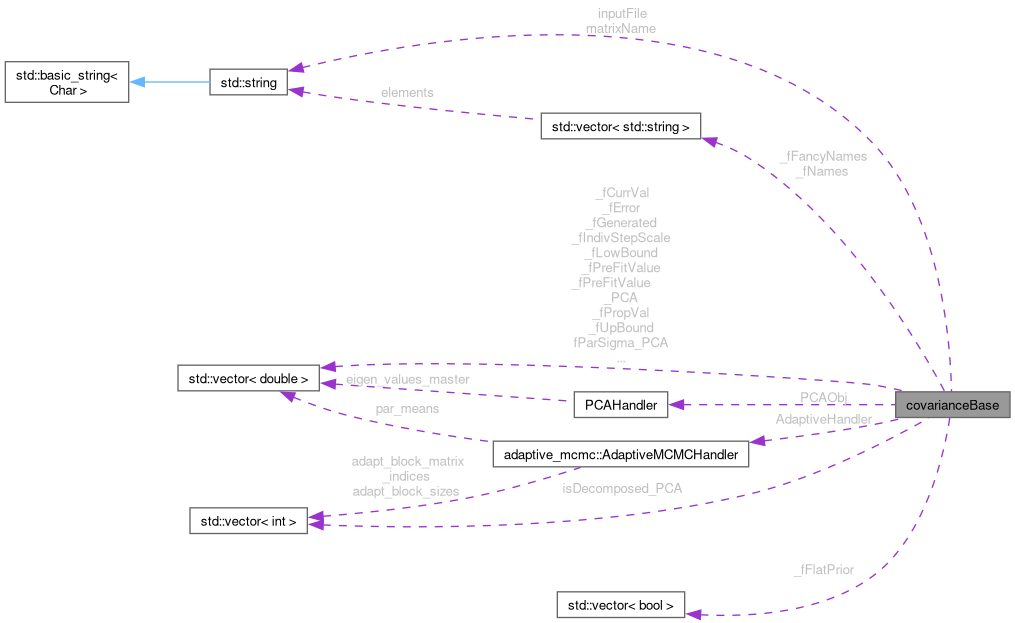 inputFile
matrixName
std::basic_string<
Char >
std::string
elements
std::vector< std::string >
_fFancyNames
_fNames
_fCurrVal
_fError
_fGenerated
_fIndivStepScale
_fLowBound
_fPreFitValue
_fPreFitValue
_PCA
_fPropVal
_fUpBound
fParSigma_PCA
...
std::vector< double >
eigen_values_master
PCAHandler
PCAObj
covarianceBase
par_means
AdaptiveHandler
adaptive_mcmc::AdaptiveMCMCHandler
adapt_block_matrix
_indices
adapt_block_sizes
isDecomposed_PCA
std::vector< int >
_fFlatPrior
std::vector< bool >